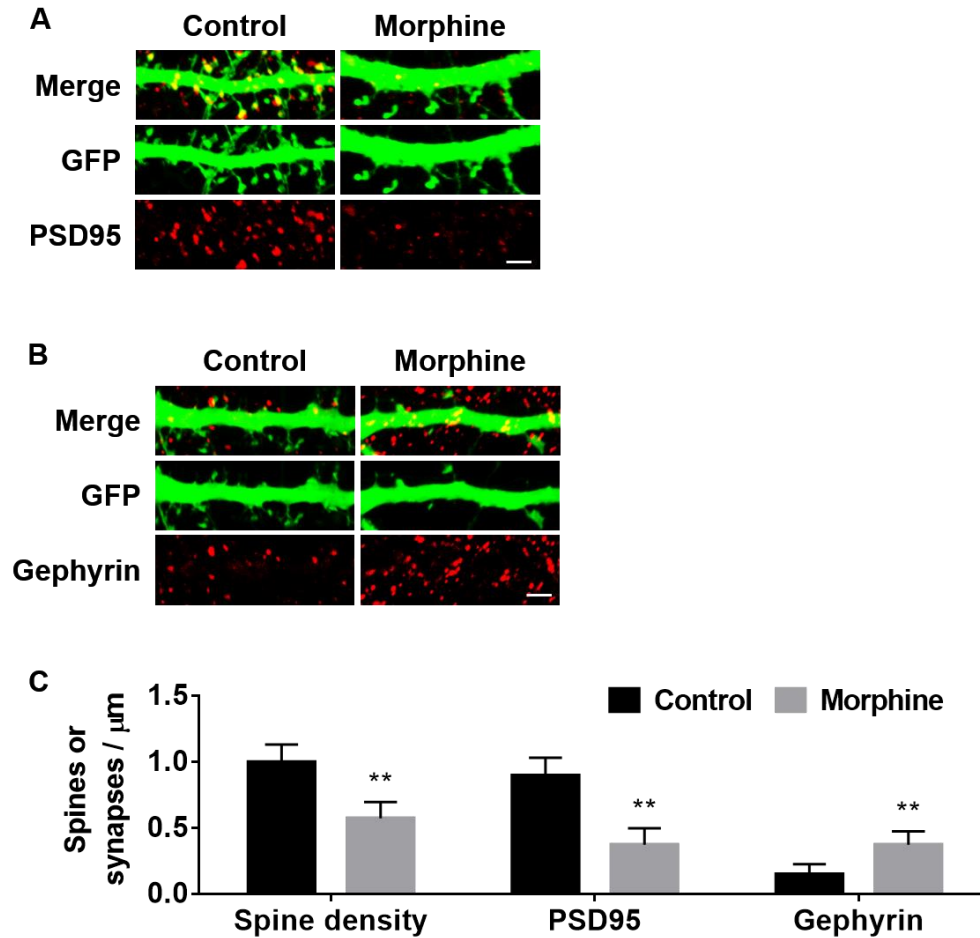 A
Control Morphine
Merge
GFP
PSD95
B
Control Morphine
Merge
GFP
Gephyrin
C
Spines or
synapses / μm
1.5
1.0
0.5
0.0
Control Morphine
**
**
**
Spine density PSD95 Gephyrin